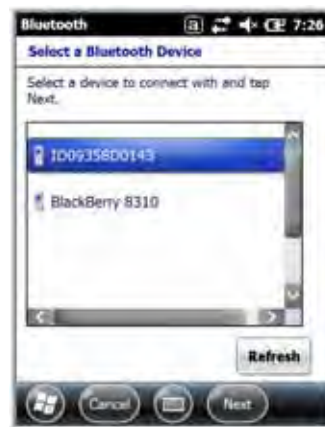 Bluetooth 7:26
Select a Bluetooth Device
Select a device to connect with and tap
Next.
ID09358D0143
BlackBerry 8310
Refresh
Cancel Next